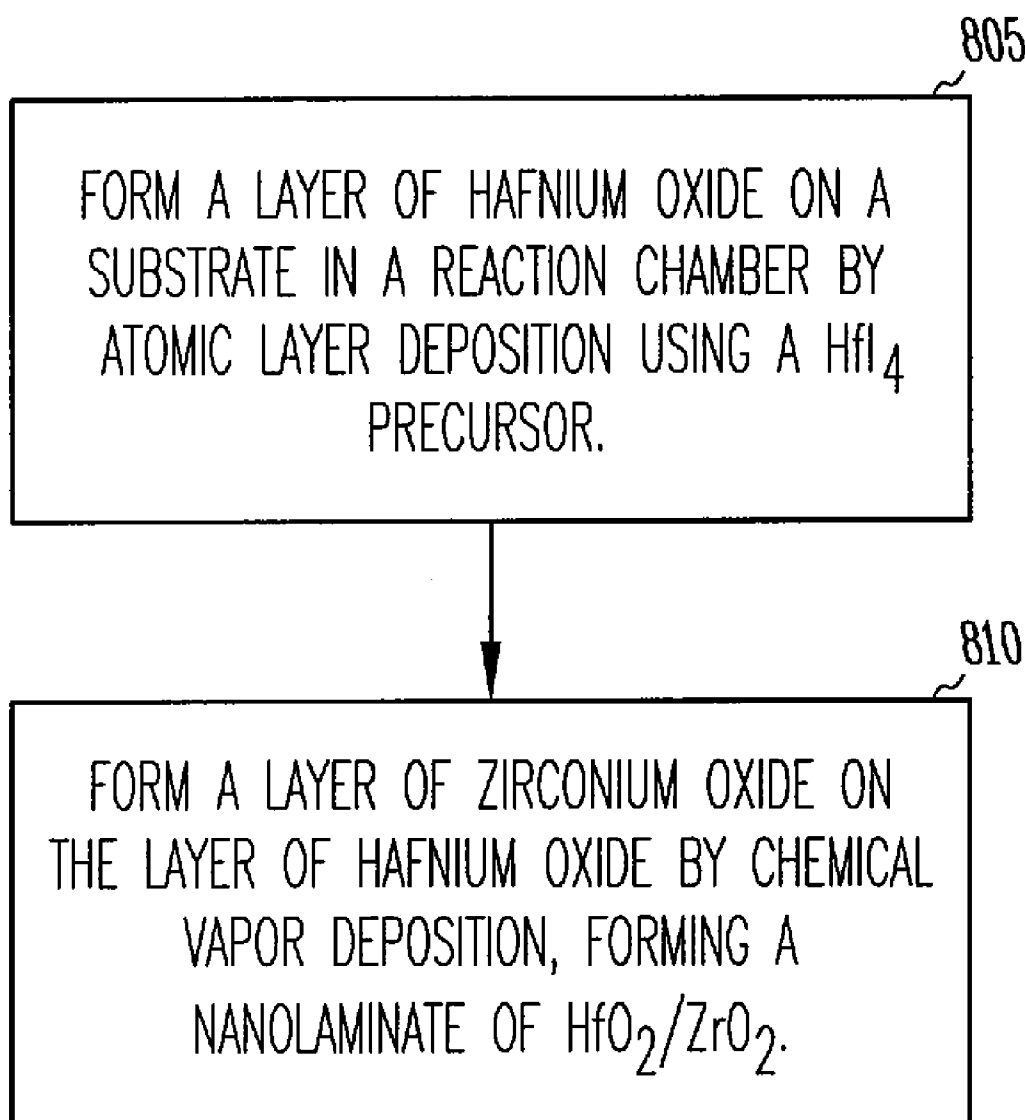 805
FORM A LAYER OF HAFNIUM OXIDE ON A
SUBSTRATE IN A REACTION CHAMBER BY
ATOMIC LAYER DEPOSITION USING A HfI4
PRECURSOR.
810
FORM A LAYER OF ZIRCONIUM OXIDE ON
THE LAYER OF HAFNIUM OXIDE BY CHEMICAL
VAPOR DEPOSITION, FORMING A
NANOLAMINATE OF HfO2/ZrO2.